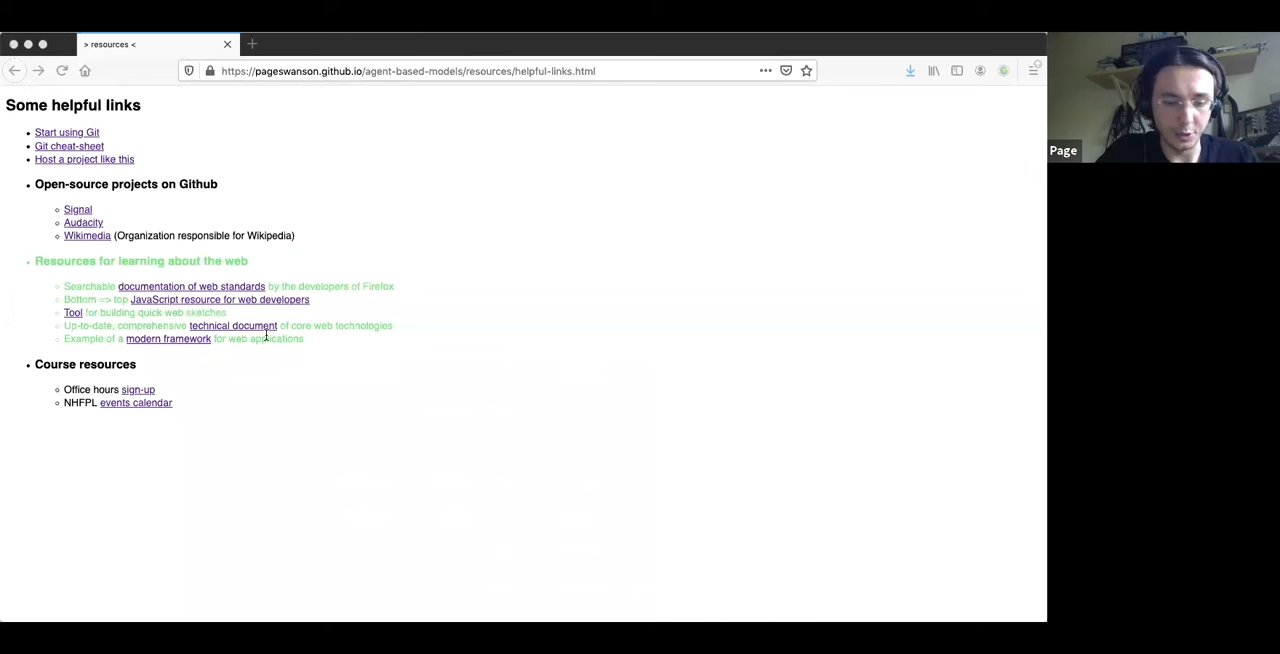 > resources <
https://pageswanson.github.io/agent-based-models/resources/helpful-links.html
Some helpful links
Start using Git
Git cheat-sheet
Host a project like this
Open-source projects on Github
Signal
Audacity
Wikimedia (Organization responsible for Wikipedia)
Resources for learning about the web
Searchable documentation of web standards by the developers of Firefox
Bottom => top JavaScript resource for web developers
Tool for building quick web sketches
Up-to-date, comprehensive technical document of core web technologies
Example of a modern framework for web applications
Course resources
Office hours sign-up
NHFPL events calendar
Page